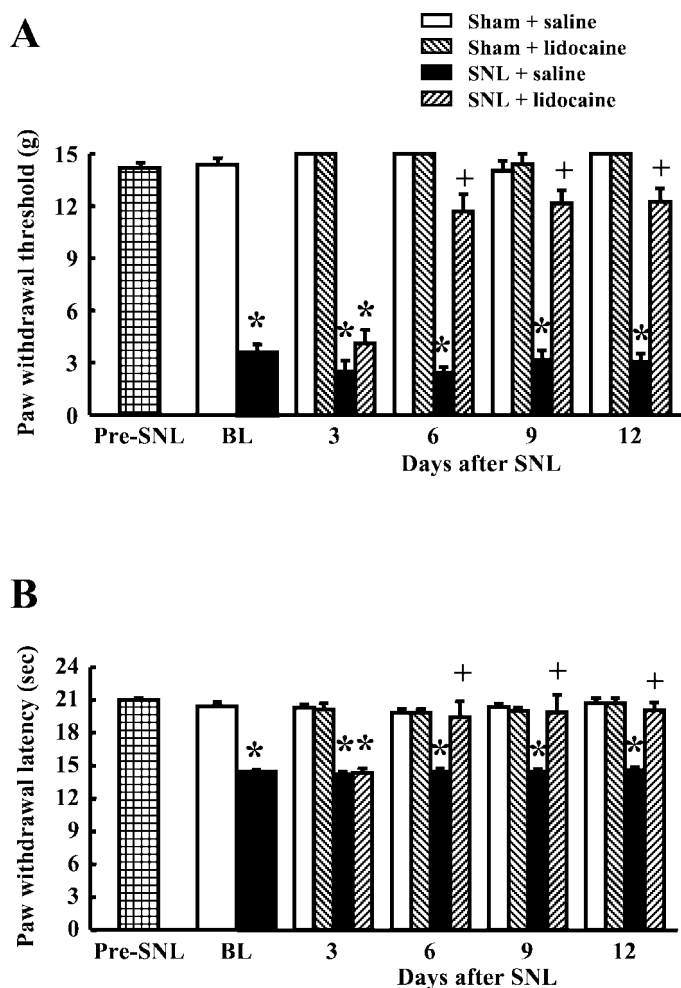 A
Sham + saline
Sham + lidocaine
SNL + saline
SNL + lidocaine
Paw withdrawal threshold (g)
15
12
9
6
3
0
+ + +
* * * * * *
Pre-SNL BL 3 6 9 12
Days after SNL
B
Paw withdrawal latency (sec)
24
21
18
15
12
9
6
3
0
+ + +
* * * * * *
Pre-SNL BL 3 6 9 12
Days after SNL